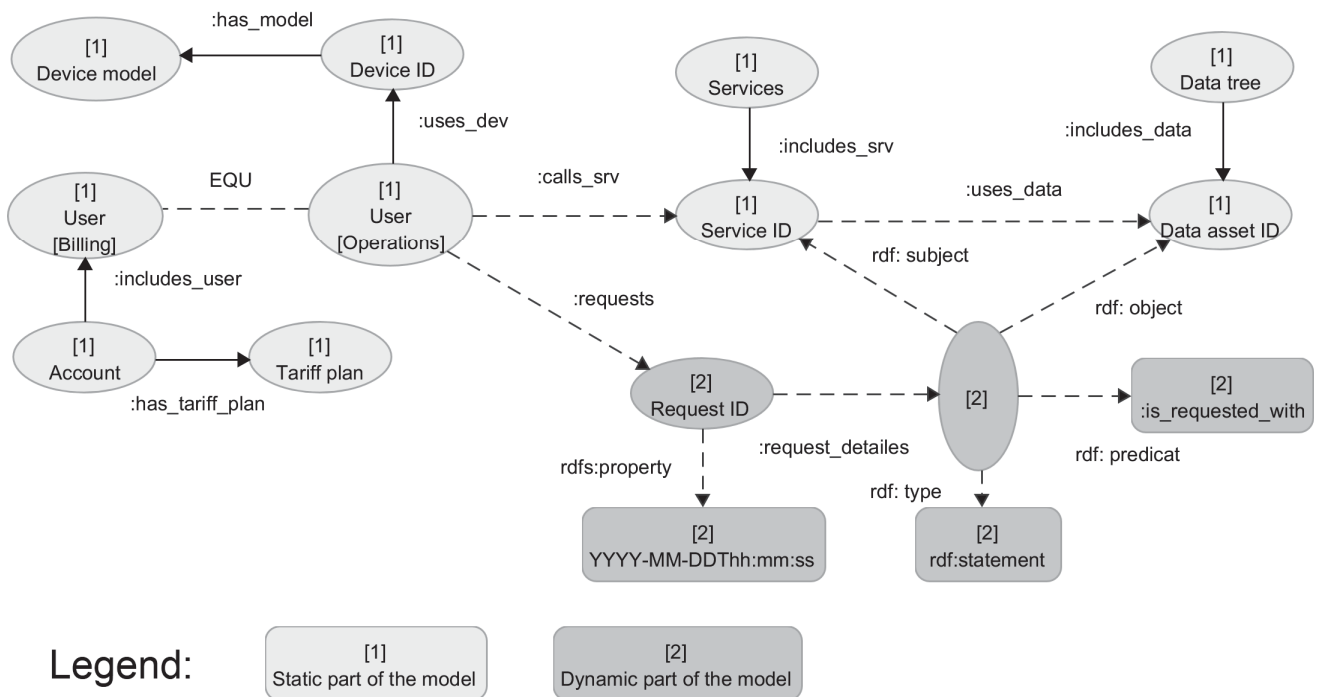 :has_model
[1]
Device model
[1]
Device ID
[1]
Services
[1]
Data tree
:uses_dev
:includes_srv
:includes_data
[1]
User
[Billing]
EQU
[1]
User
[Operations]
:calls_srv
[1]
Service ID
:uses_data
[1]
Data asset ID
:includes_user
rdf: subject
:requests
rdf: object
[1]
Account
[1]
Tariff plan
:has_tariff_plan
[2]
Request ID
[2]
[2]
:is_requested_with
:request_detailes
rdf: predicat
rdfs:property
rdf: type
[2]
YYYY-MM-DDThh:mm:ss
[2]
rdf:statement
Legend:
[1]
Static part of the model
[2]
Dynamic part of the model